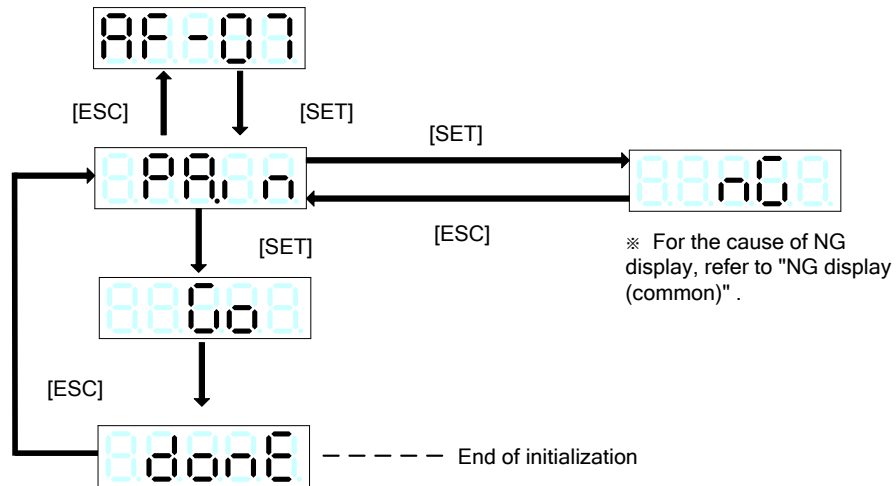 AF-07
[ESC]
[SET]
[SET]
PA.i n
nG
[ESC]
[SET]
※ For the cause of NG
display, refer to "NG display
(common)" .
Go
[ESC]
donE
End of initialization